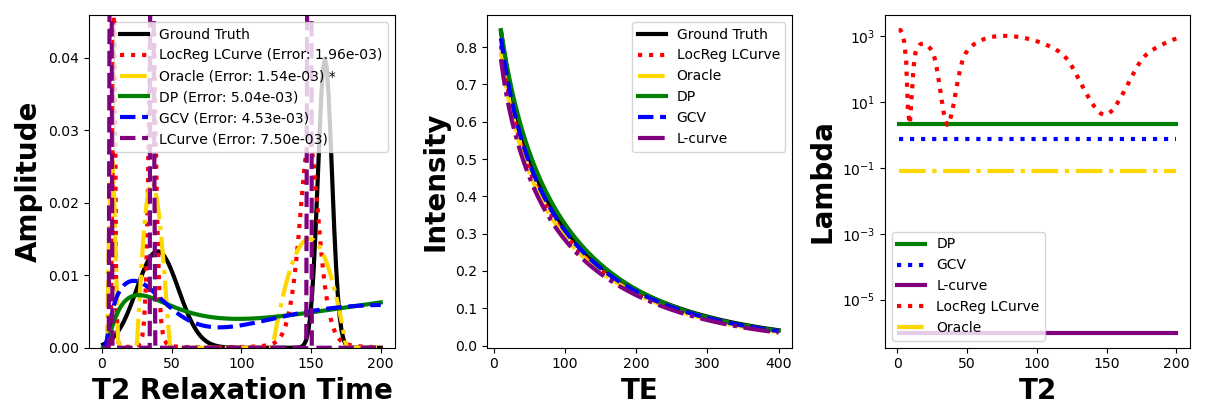 Amplitude
0.04
0.03
0.02
0.01
0.00
Ground Truth
LocReg LCurve (Error: 1.96e-03)
Oracle (Error: 1.54e-03) *
DP (Error: 5.04e-03)
GCV (Error: 4.53e-03)
LCurve (Error: 7.50e-03)
0 50 100 150 200
T2 Relaxation Time
Intensity
0.8
0.7
0.6
0.5
0.4
0.3
0.2
0.1
0.0
Ground Truth
LocReg LCurve
Oracle
DP
GCV
L-curve
0 100 200 300 400
TE
Lambda
10³
10¹
10⁻¹
10⁻³
10⁻⁵
DP
GCV
L-curve
LocReg LCurve
Oracle
0 50 100 150 200
T2